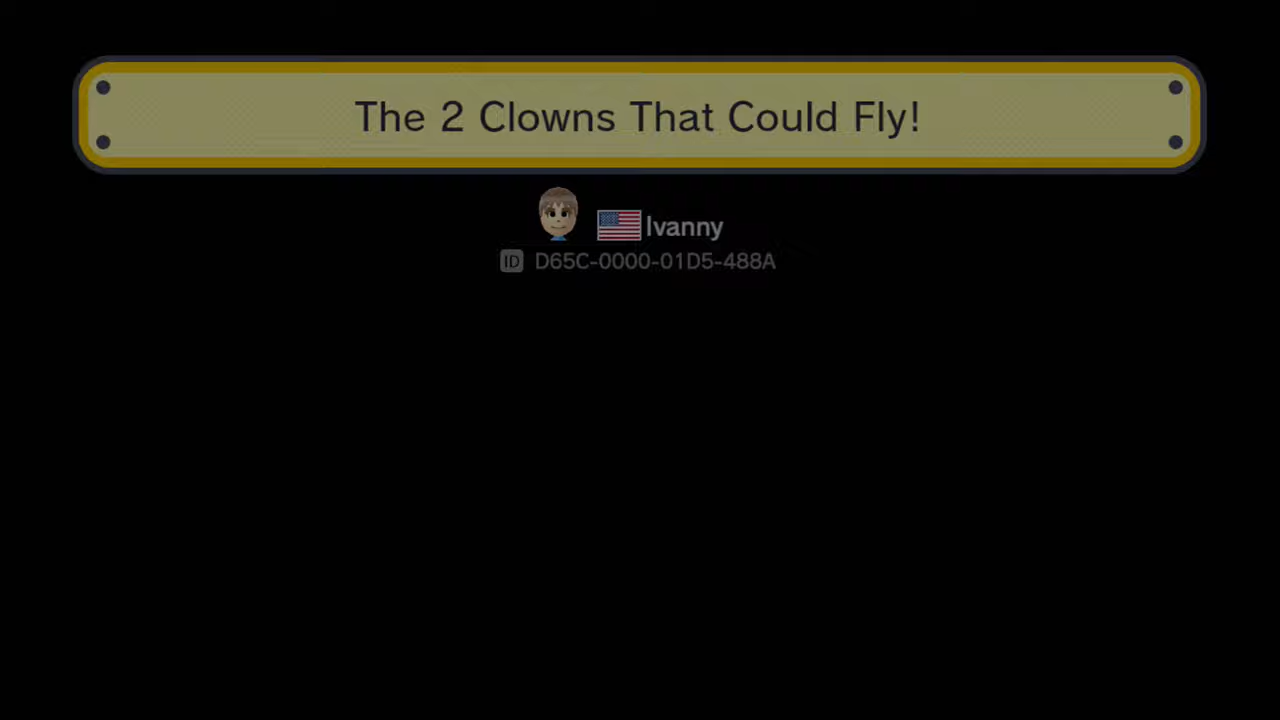 The 2 Clowns That Could Fly!
Ivanny
ID D65C-0000-01D5-488A